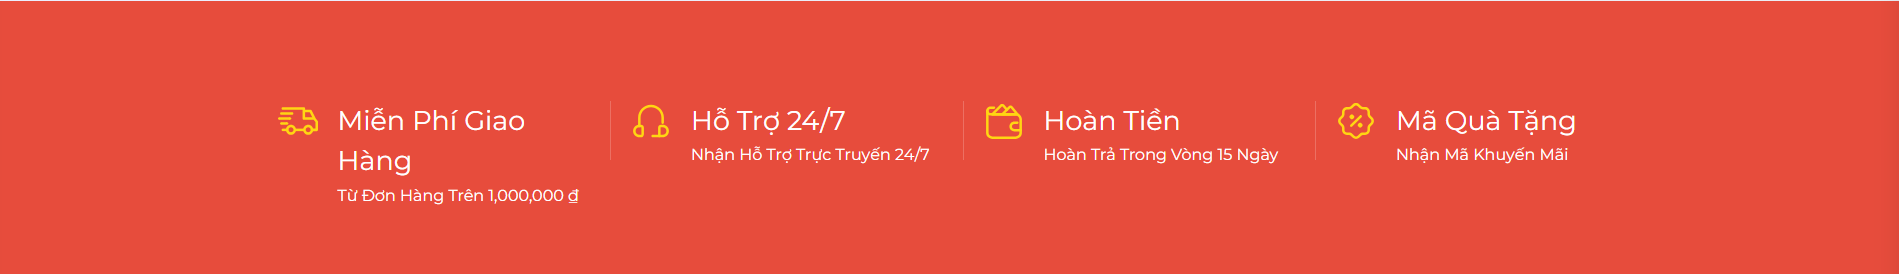 Miễn Phí Giao
Hàng
Từ Đơn Hàng Trên 1,000,000 ₫
Hỗ Trợ 24/7
Nhận Hỗ Trợ Trực Truyến 24/7
Hoàn Tiền
Hoàn Trả Trong Vòng 15 Ngày
Mã Quà Tặng
Nhận Mã Khuyến Mãi